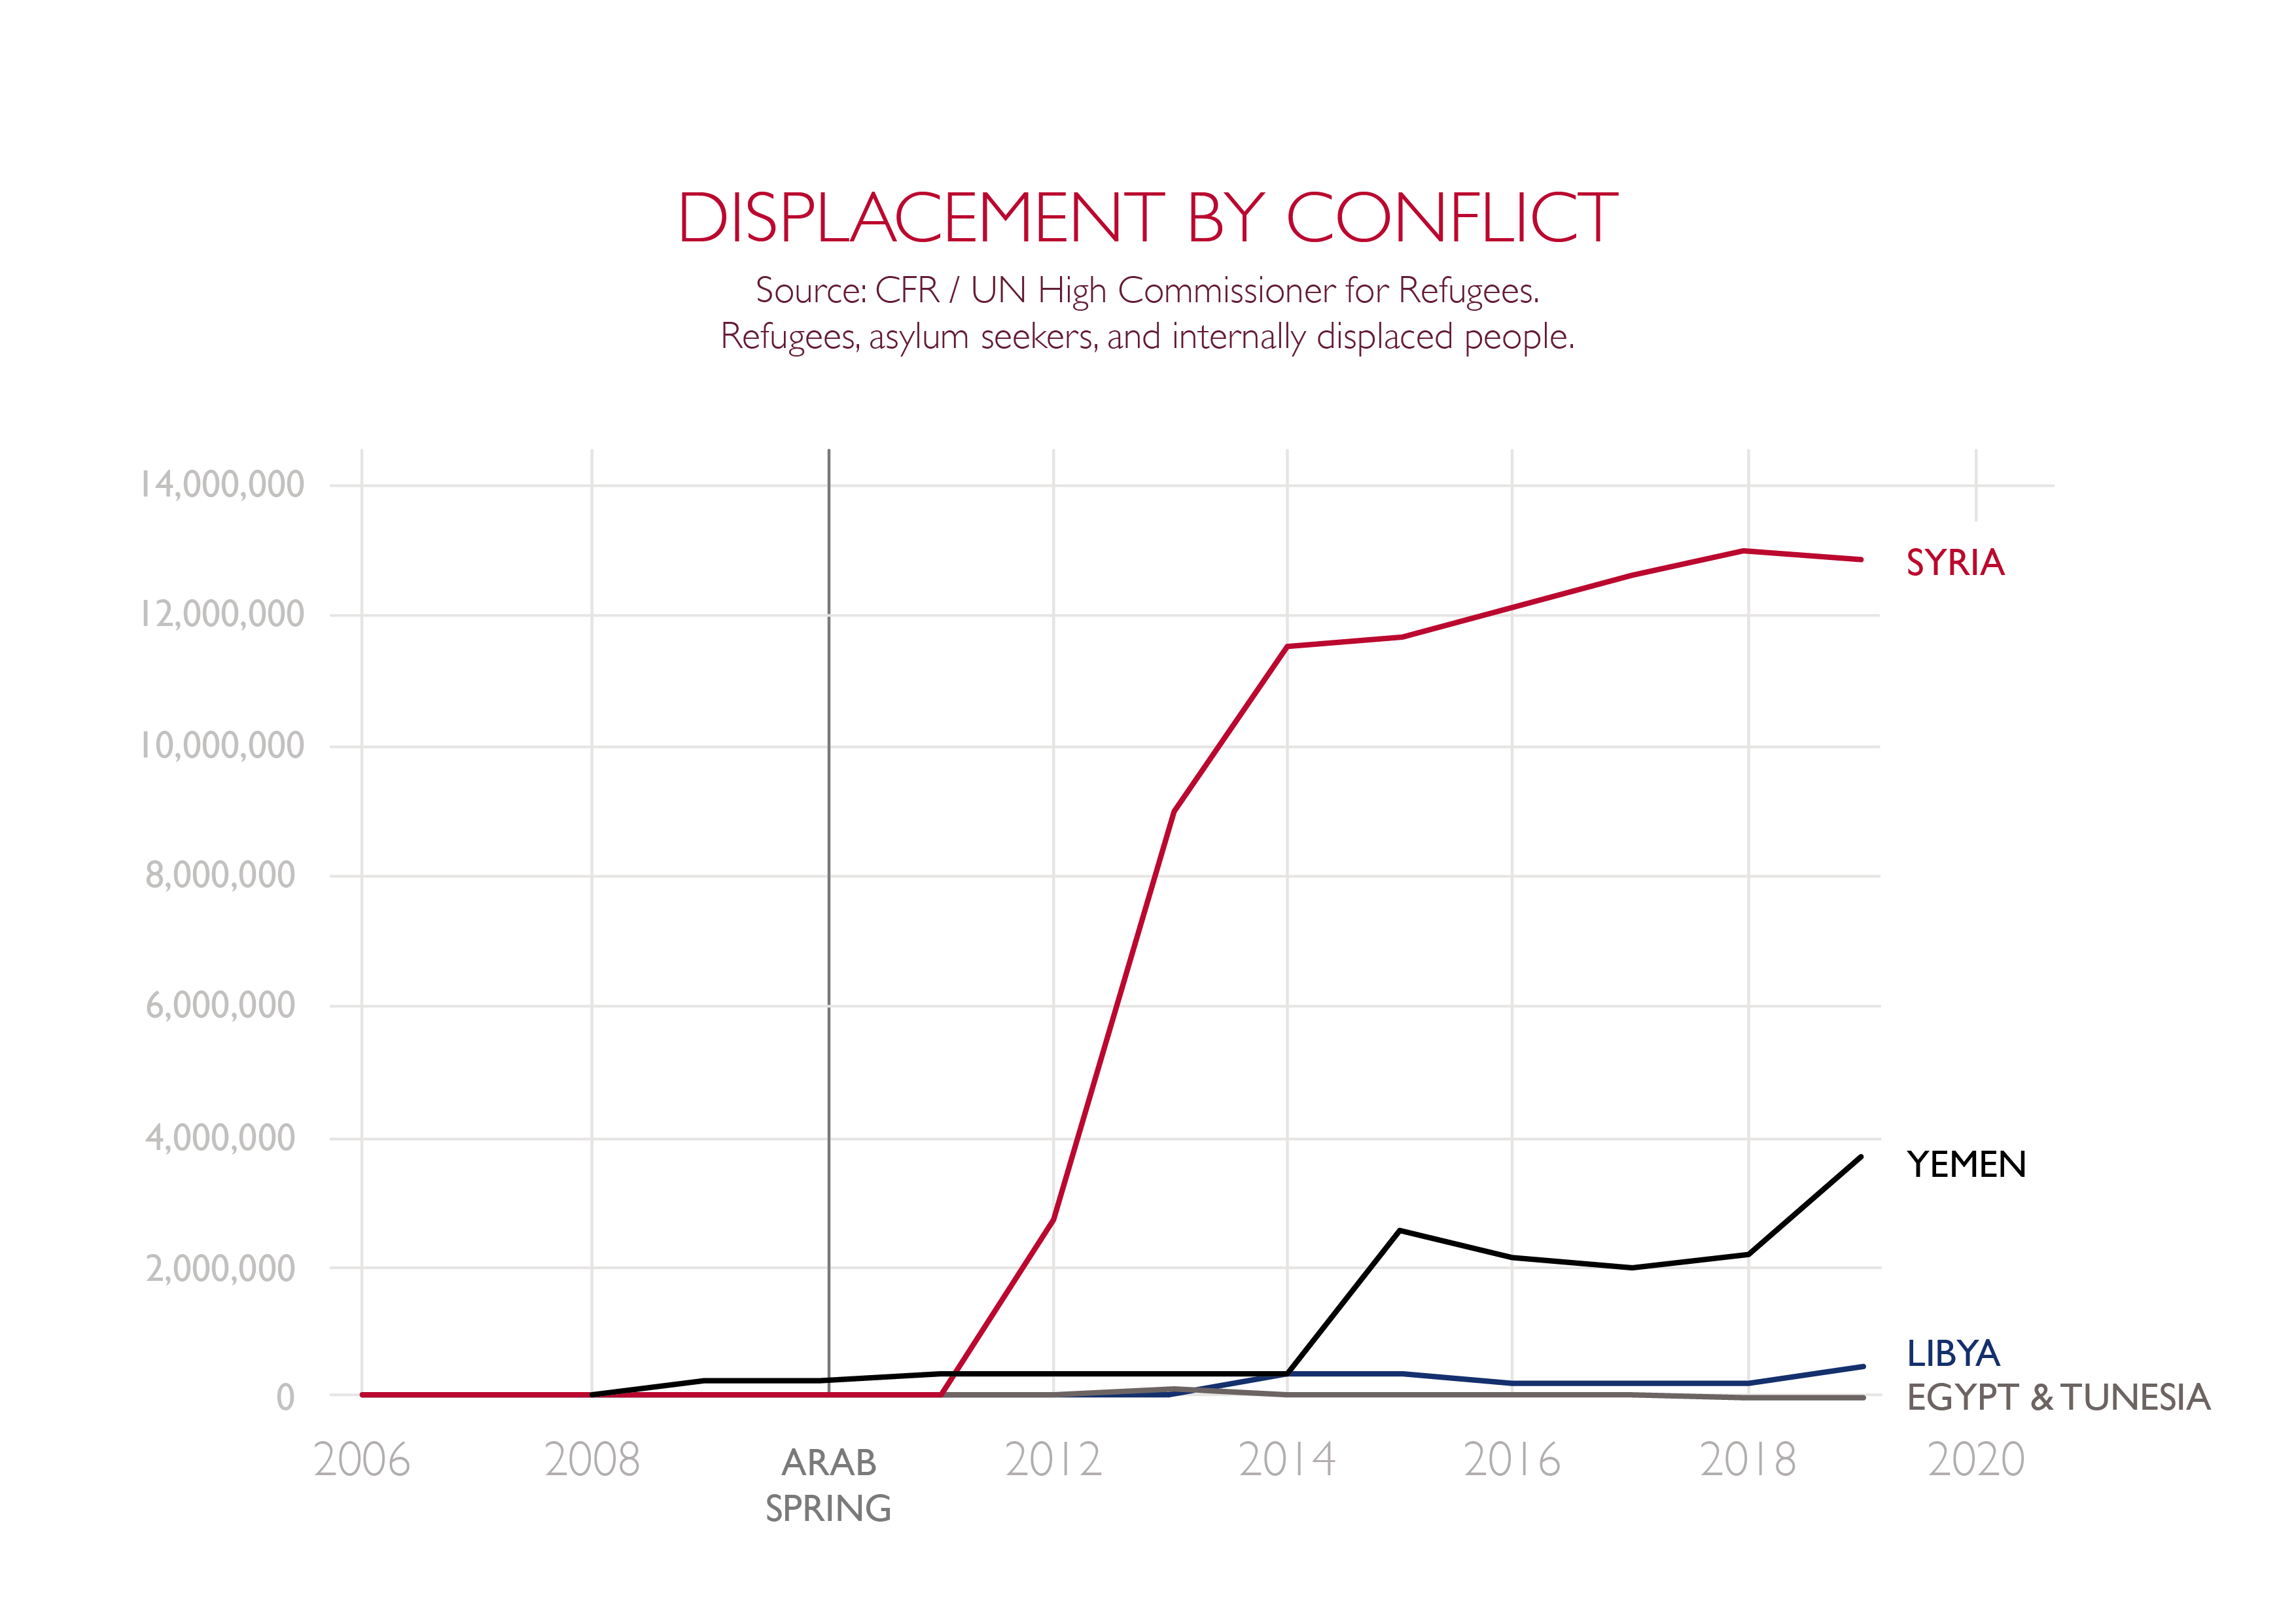 DISPLACEMENT BY CONFLICT
Source: CFR / UN High Commissioner for Refugees.
Refugees, asylum seekers, and internally displaced people.
14,000,000
SYRIA
12,000,000
10,000,000
8,000,000
6,000,000
4,000,000
YEMEN
2,000,000
LIBYA
0
EGYPT & TUNESIA
2006
2008
ARAB
SPRING
2012
2014
2016
2018
2020